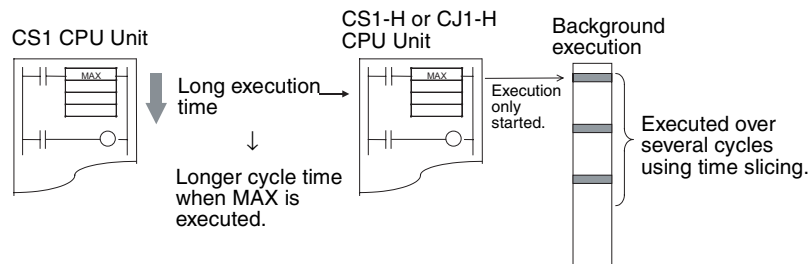 CS1 CPU Unit
MAX
Long execution
time
↓
Longer cycle time
when MAX is
executed.
CS1-H or CJ1-H
CPU Unit
MAX
Execution
only
started.
Background
execution
Executed over
several cycles
using time slicing.